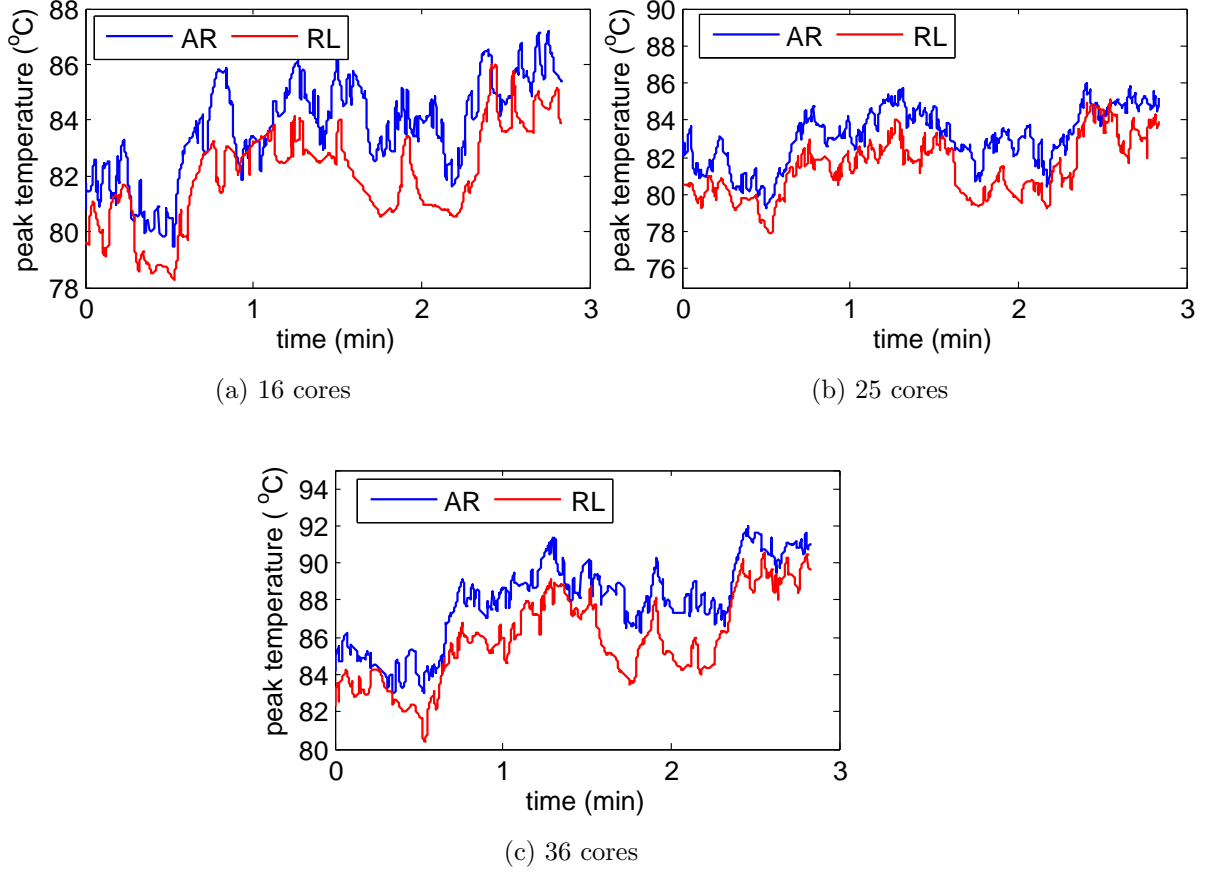 peak temperature (°C)
88
86
84
82
80
78
AR RL
0 1 2 3
time (min)
(a) 16 cores
peak temperature (°C)
90
88
86
84
82
80
78
76
AR RL
0 1 2 3
time (min)
(b) 25 cores
peak temperature (°C)
94
92
90
88
86
84
82
80
AR RL
0 1 2 3
time (min)
(c) 36 cores